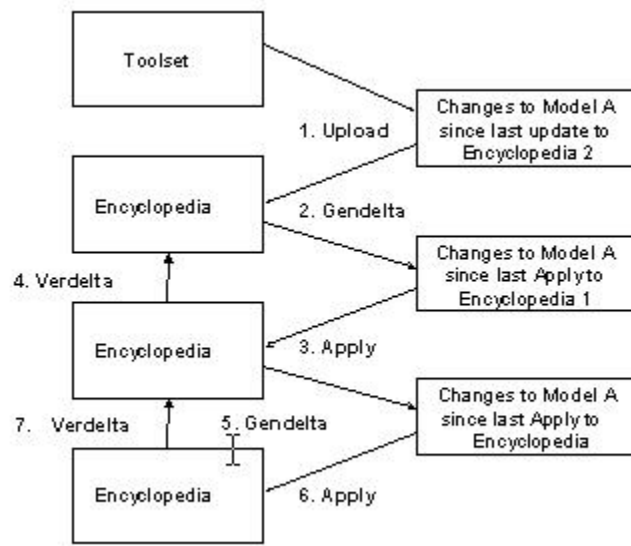 Toolset
Changes to Model A
since last update to
Encyclopedia 2
1. Upload
Encyclopedia
2. Gendelta
Changes to Model A
since last Apply to
Encyclopedia 1
4. Verdelta
Encyclopedia
3. Apply
Changes to Model A
since last Apply to
Encyclopedia
7. Verdelta
5. Gendelta
Encyclopedia
6. Apply